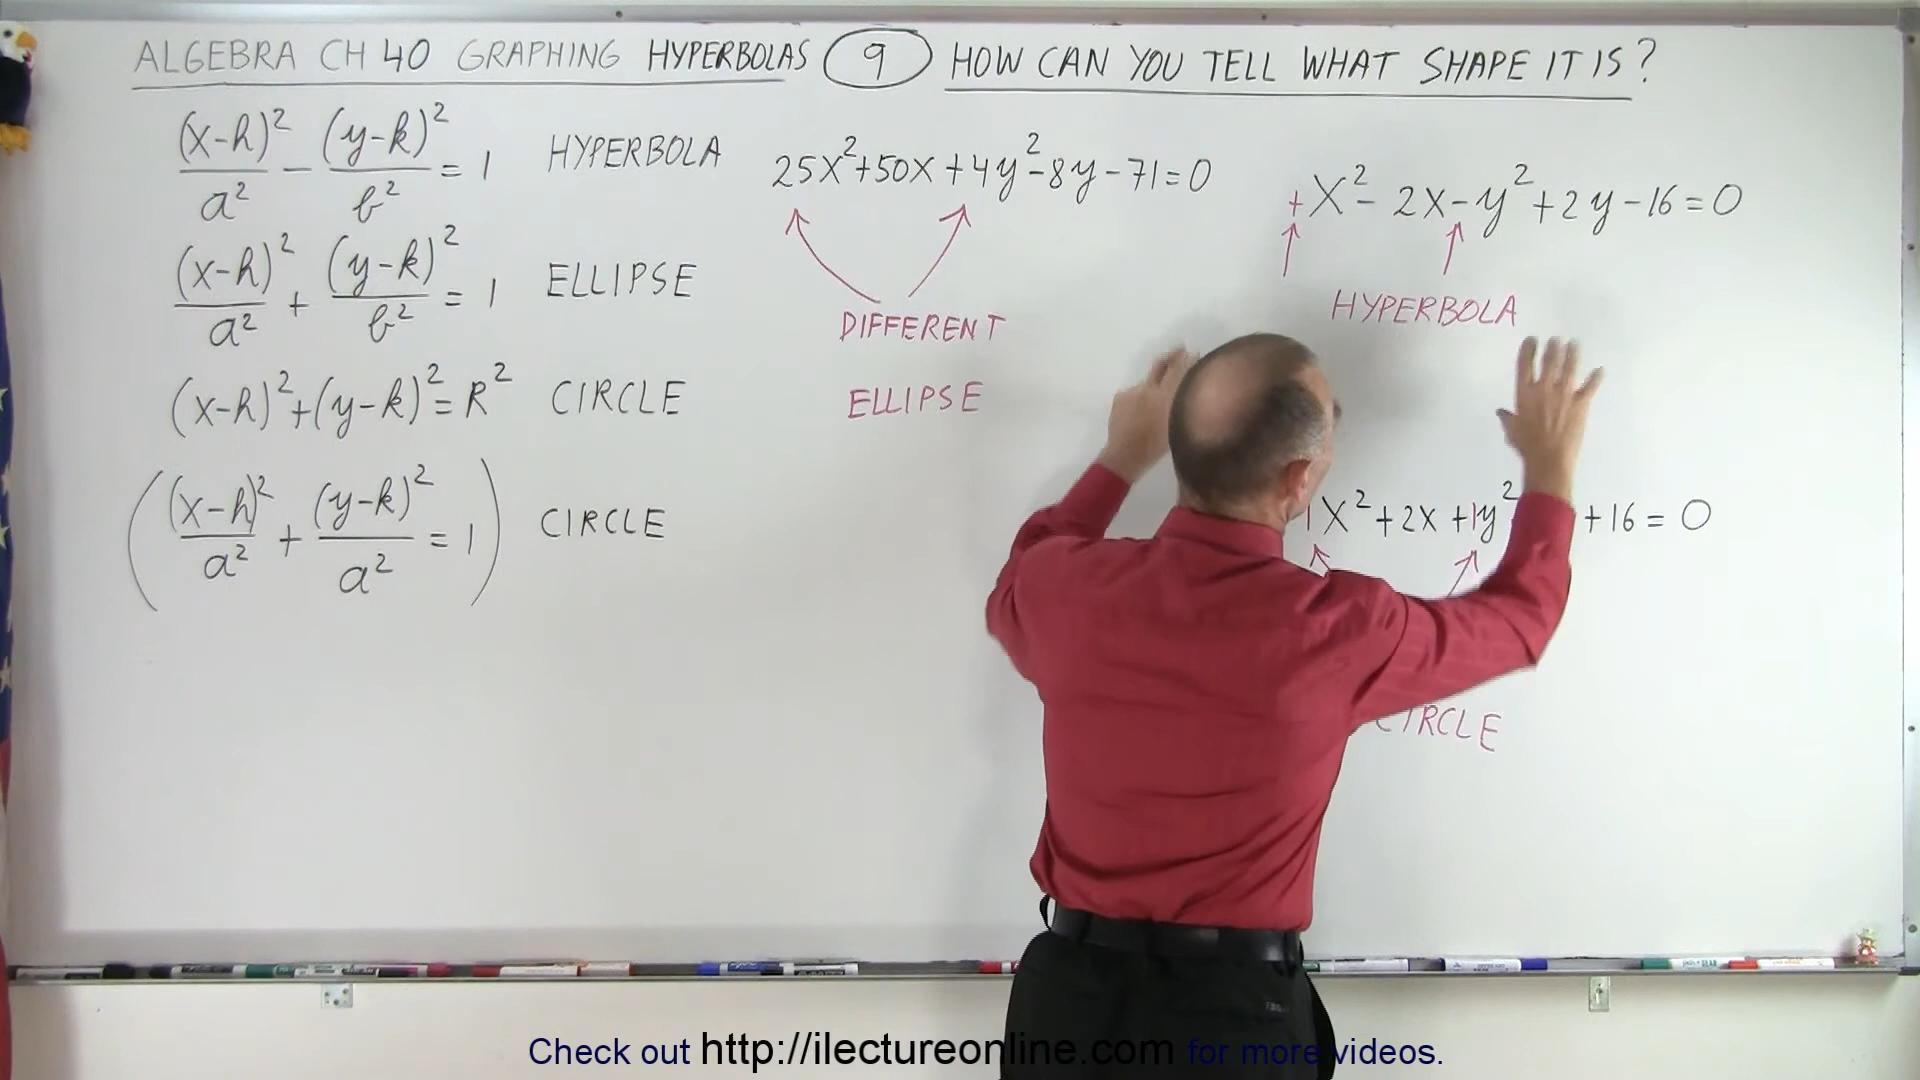 ALGEBRA CH 40 GRAPHING HYPERBOLAS 9 HOW CAN YOU TELL WHAT SHAPE IT IS?
(x-h)²/a² - (y-k)²/b² = 1 HYPERBOLA
(x-h)²/a² + (y-k)²/b² = 1 ELLIPSE
(x-h)²+(y-k)²=R² CIRCLE
((x-h)²/a² + (y-k)²/a² = 1) CIRCLE
25x²+50x+4y²-8y-71=0
DIFFERENT
ELLIPSE
+x²-2x-y²+2y-16=0
HYPERBOLA
1x²+2x+1y² +16=0
CIRCLE
Check out http://ilectureonline.com for more videos.